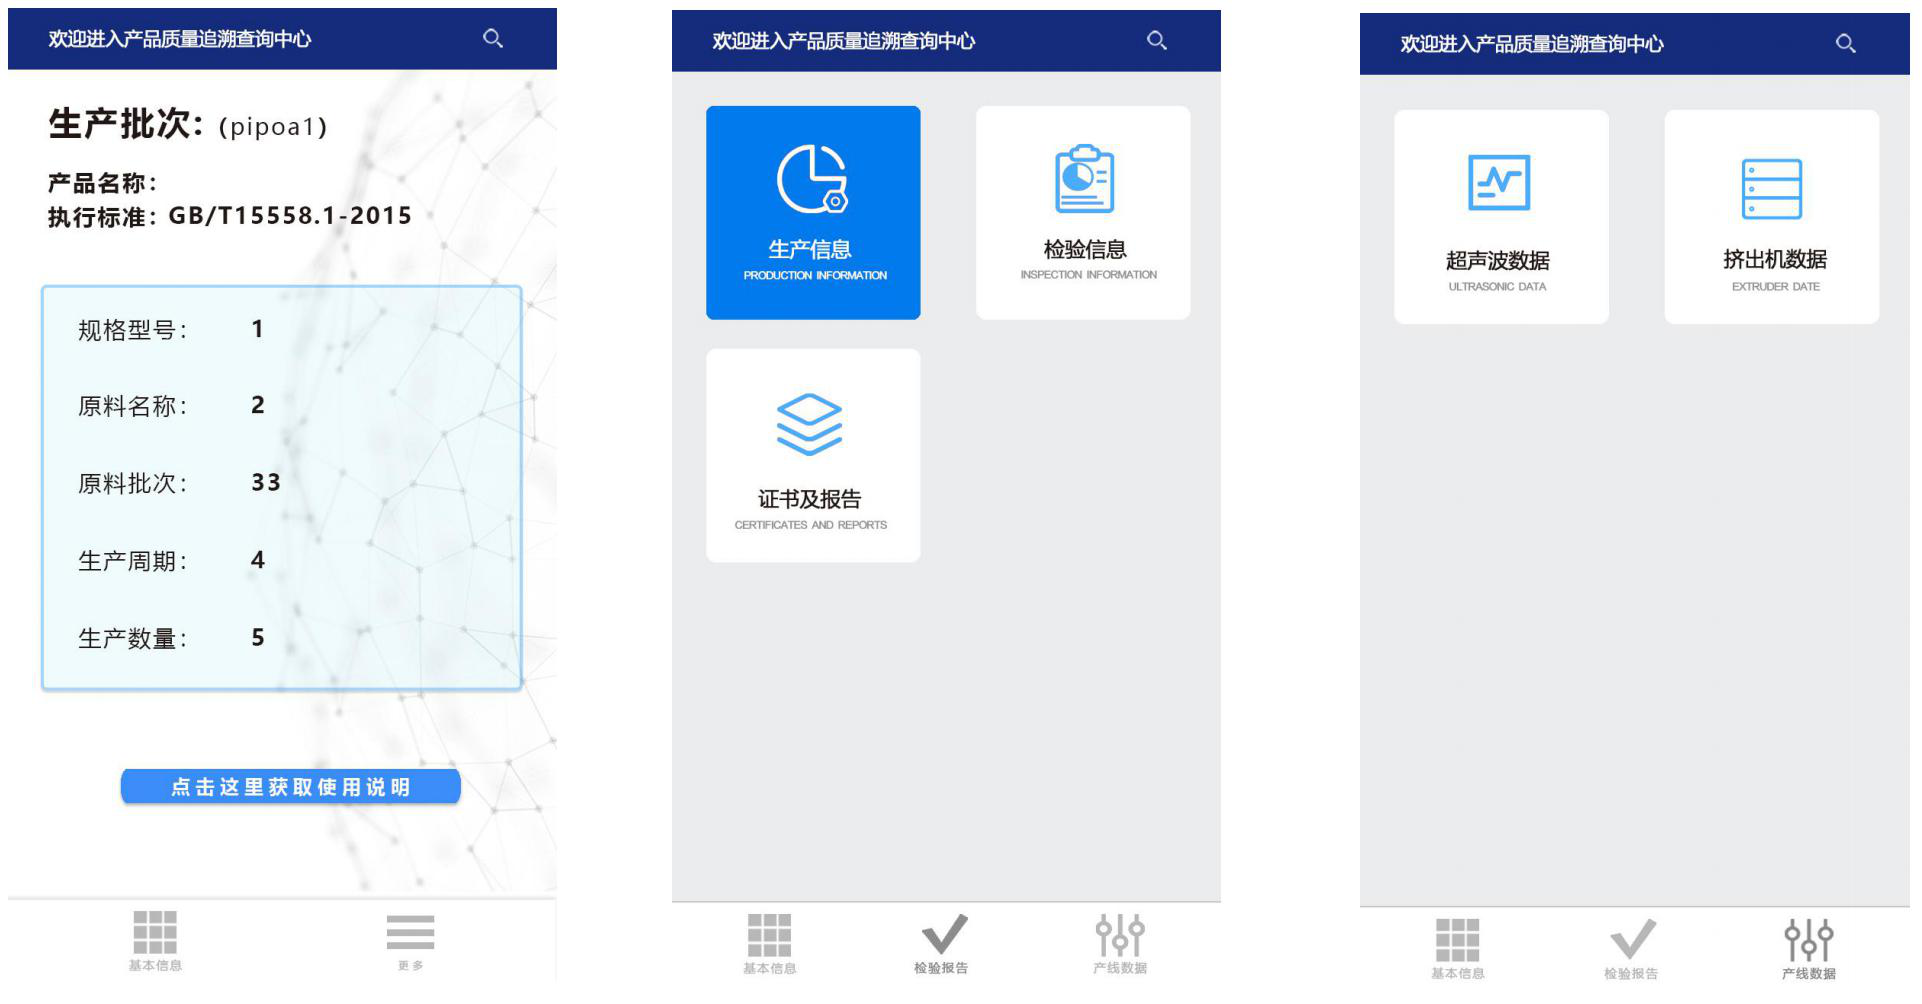 欢迎进入产品质量追溯查询中心
生产批次：(pipoa1)
产品名称：
执行标准：GB/T15558.1-2015
规格型号： 1
原料名称： 2
原料批次： 33
生产周期： 4
生产数量： 5
点击这里获取使用说明
基本信息
更多
欢迎进入产品质量追溯查询中心
生产信息
PRODUCTION INFORMATION
检验信息
INSPECTION INFORMATION
证书及报告
CERTIFICATES AND REPORTS
基本信息
检验报告
产线数据
欢迎进入产品质量追溯查询中心
超声波数据
ULTRASONIC DATA
挤出机数据
EXTRUDER DATE
基本信息
检验报告
产线数据